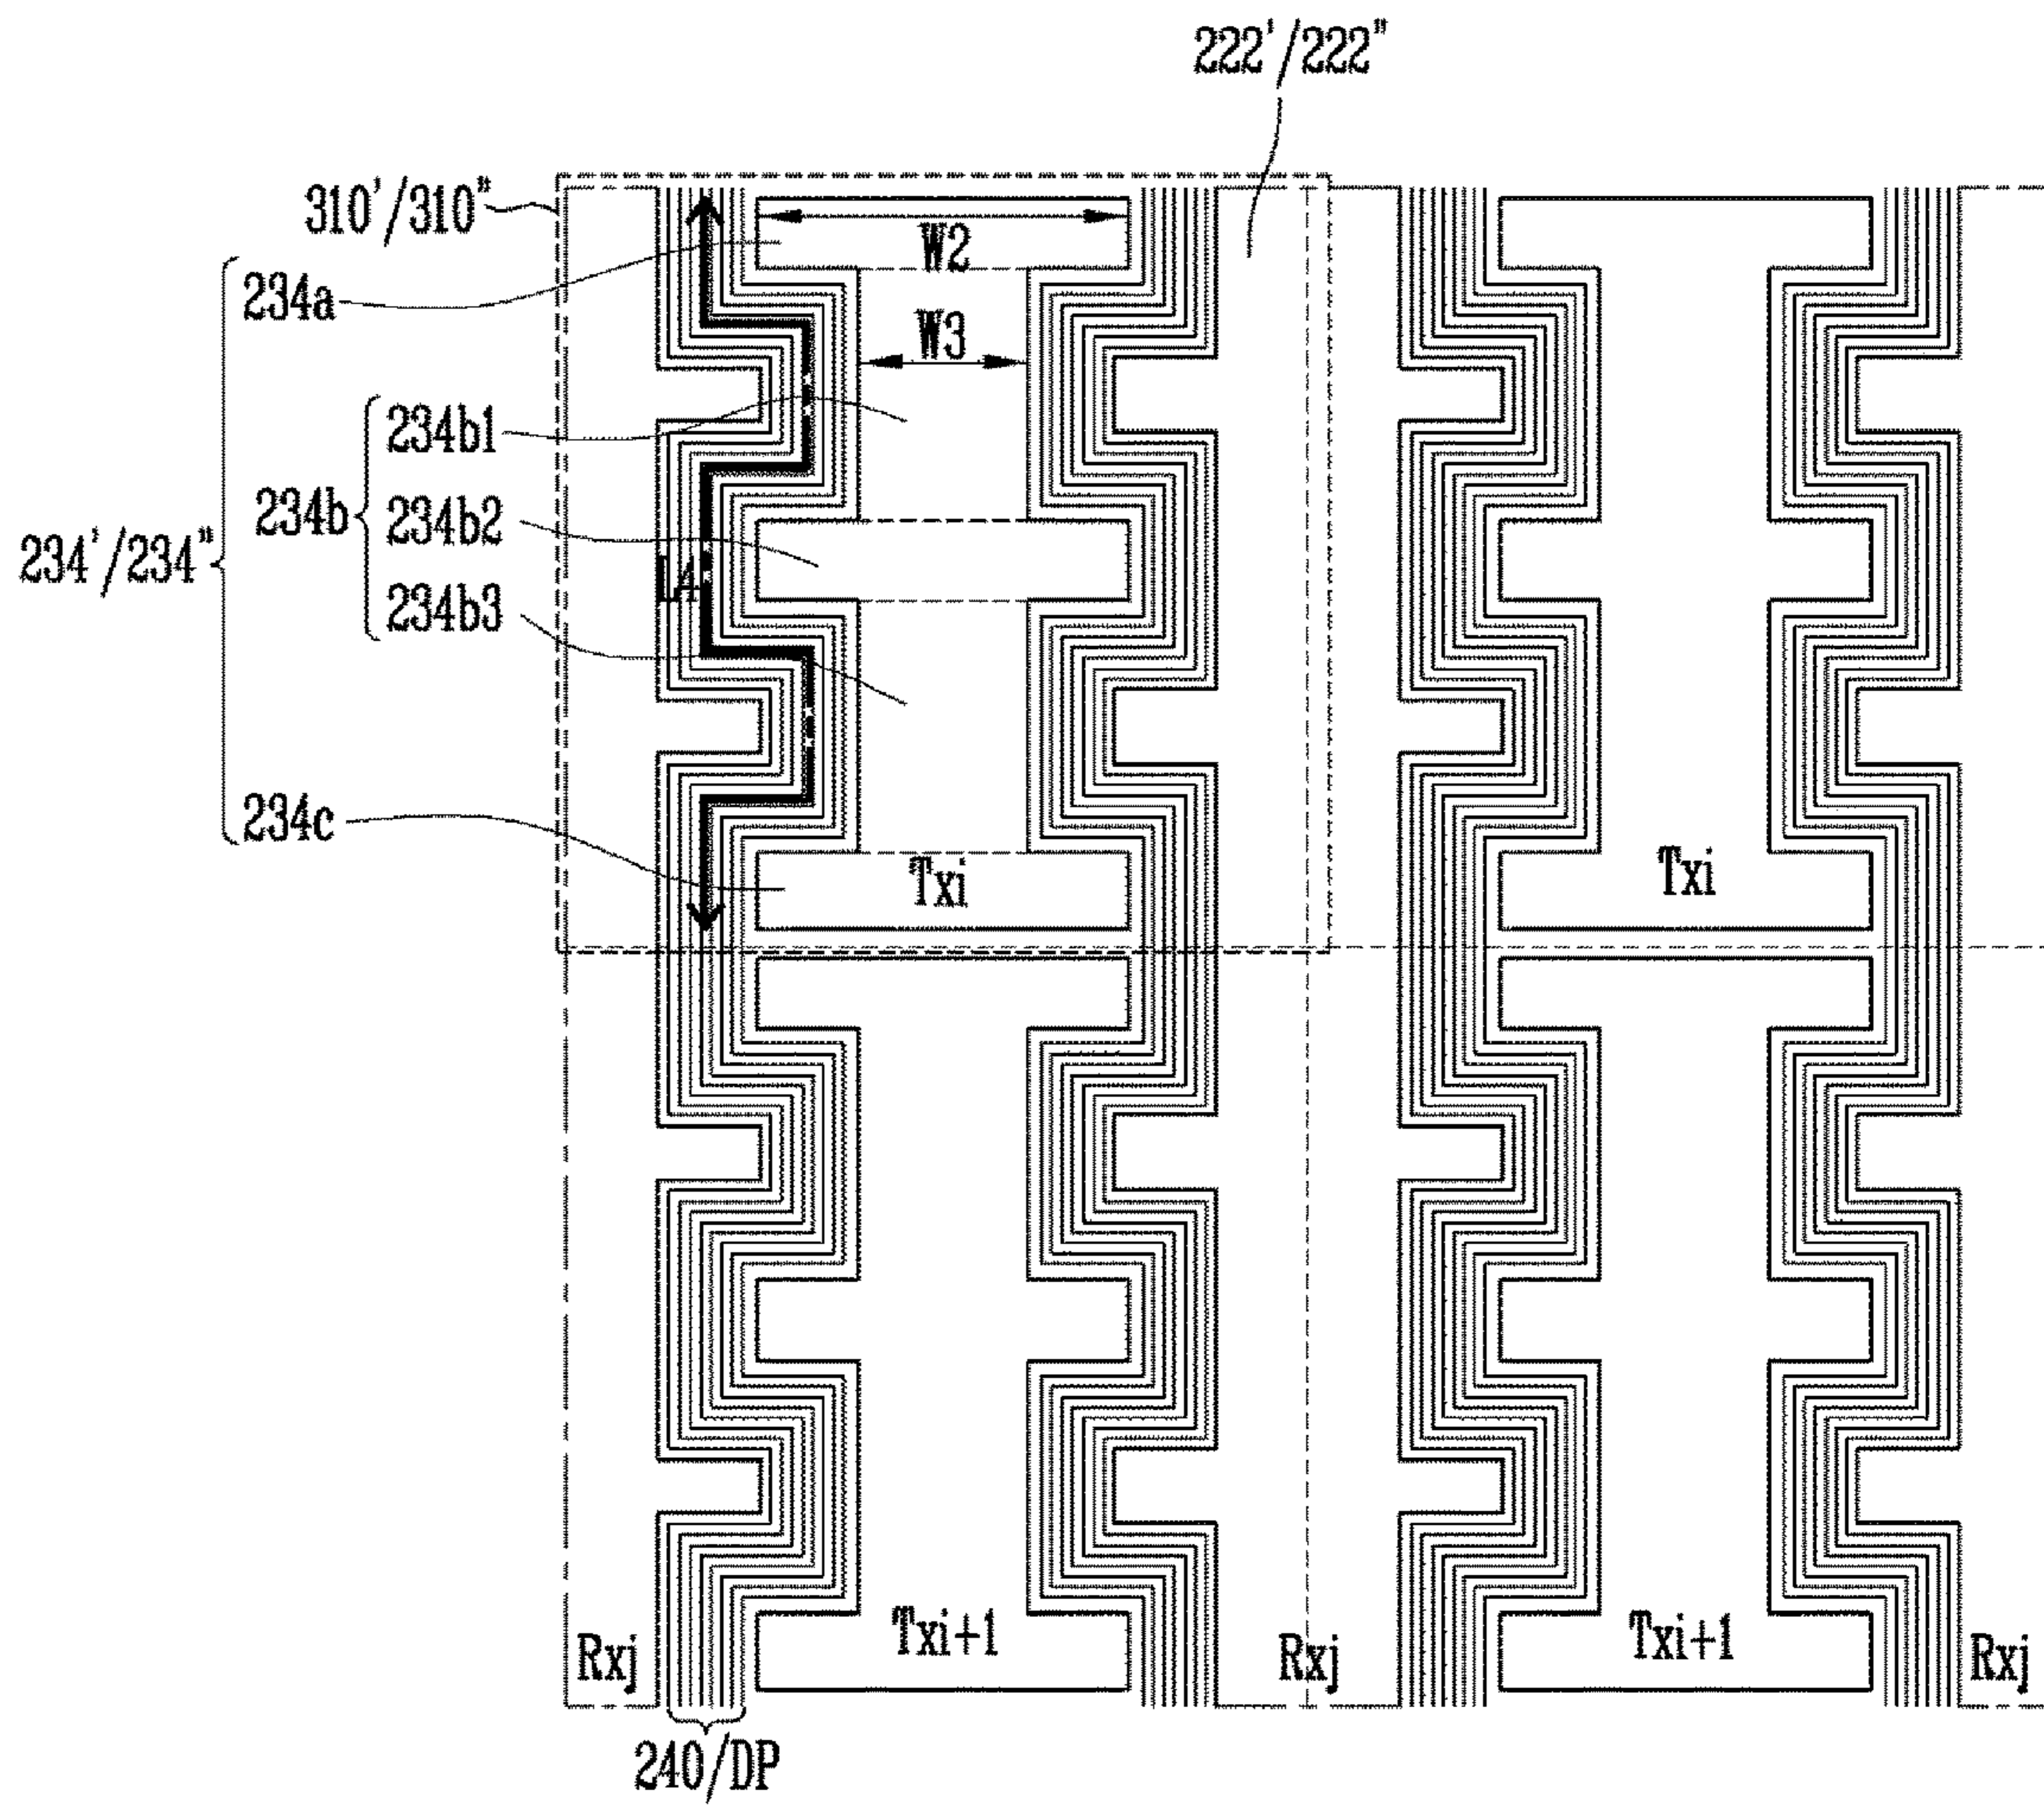 222'/222"
310'/310"
W2
234a
W3
234b1
234b
234b2
234'/234"
L4
234b3
234c
Txi
Txi
Rxj
Txi+1
Rxj
Txi+1
Rxj
240/DP